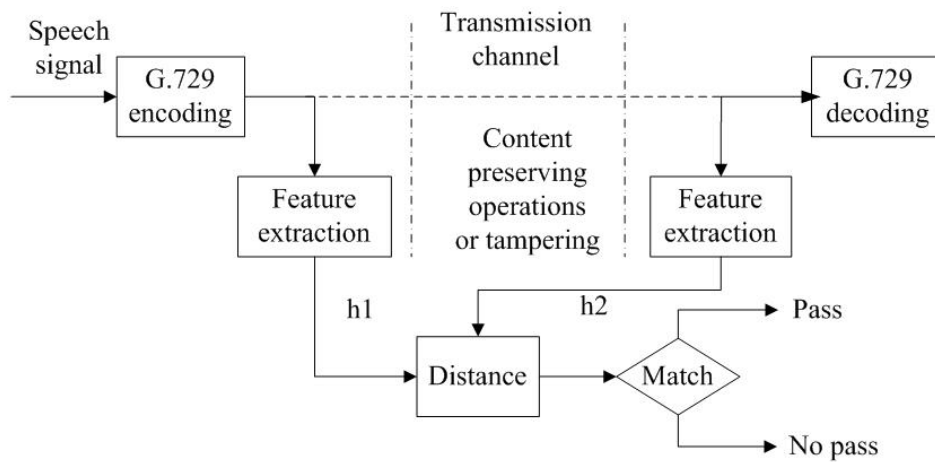 Speech
signal
G.729
encoding
Transmission
channel
G.729
decoding
Feature
extraction
Content
preserving
operations
or tampering
Feature
extraction
h1
h2
Distance
Match
Pass
No pass